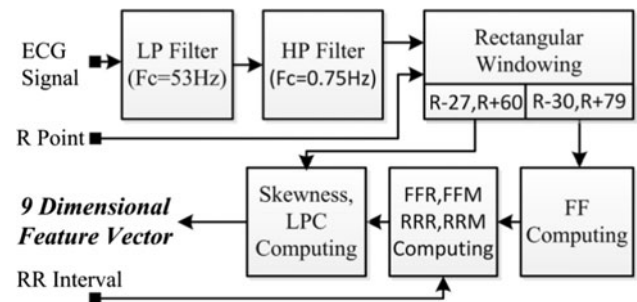 ECG
Signal
LP Filter
(Fc=53Hz)
HP Filter
(Fc=0.75Hz)
Rectangular
Windowing
R-27,R+60
R-30,R+79
R Point
9 Dimensional
Feature Vector
Skewness,
LPC
Computing
FFR,FFM
RRR,RRM
Computing
FF
Computing
RR Interval